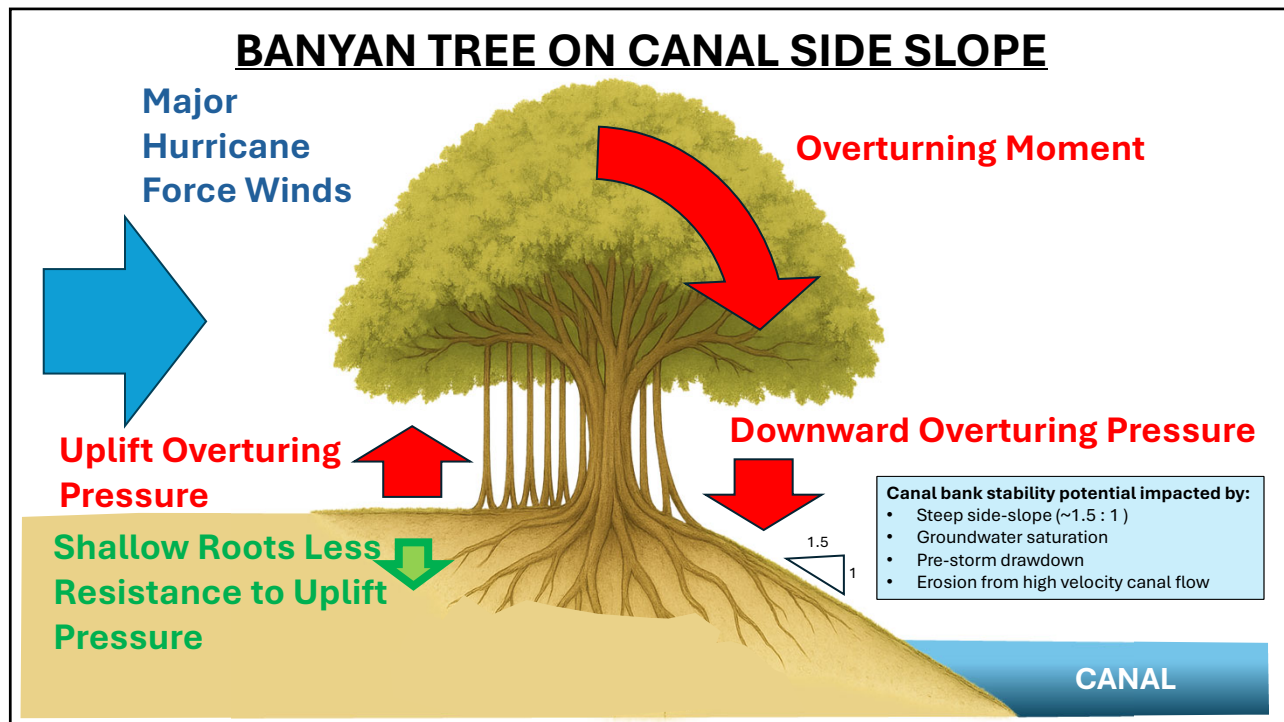 BANYAN TREE ON CANAL SIDE SLOPE
Major
Hurricane
Force Winds
Overturning Moment
Uplift Overturing
Pressure
Downward Overturing Pressure
Shallow Roots Less
Resistance to Uplift
Pressure
1.5
1
Canal bank stability potential impacted by:
• Steep side-slope (~1.5 : 1 )
• Groundwater saturation
• Pre-storm drawdown
• Erosion from high velocity canal flow
CANAL